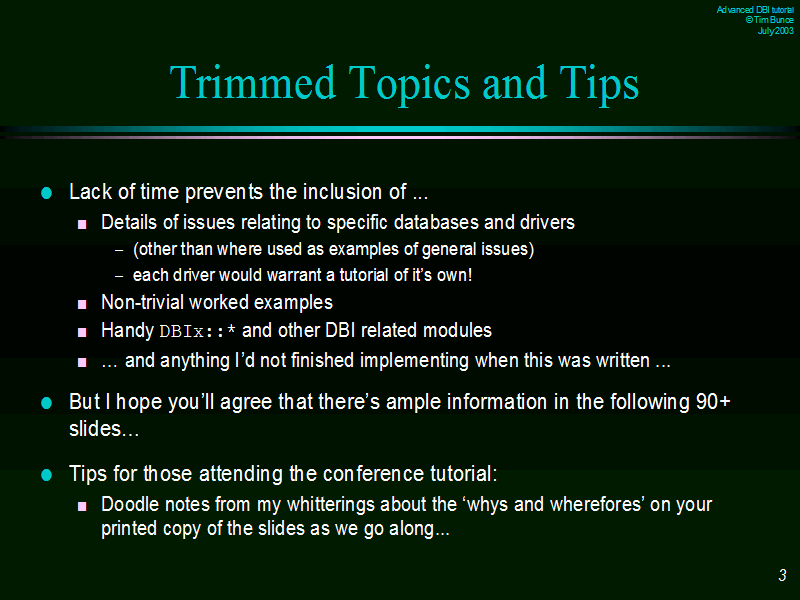 Advanced DBI tutorial
© Tim Bunce
July 2003
Trimmed Topics and Tips
Lack of time prevents the inclusion of ...
Details of issues relating to specific databases and drivers
– (other than where used as examples of general issues)
– each driver would warrant a tutorial of it’s own!
Non-trivial worked examples
Handy DBIx::* and other DBI related modules
... and anything I’d not finished implementing when this was written ...
But I hope you’ll agree that there’s ample information in the following 90+
slides...
Tips for those attending the conference tutorial:
Doodle notes from my whitterings about the ‘whys and wherefores’ on your
printed copy of the slides as we go along...
3